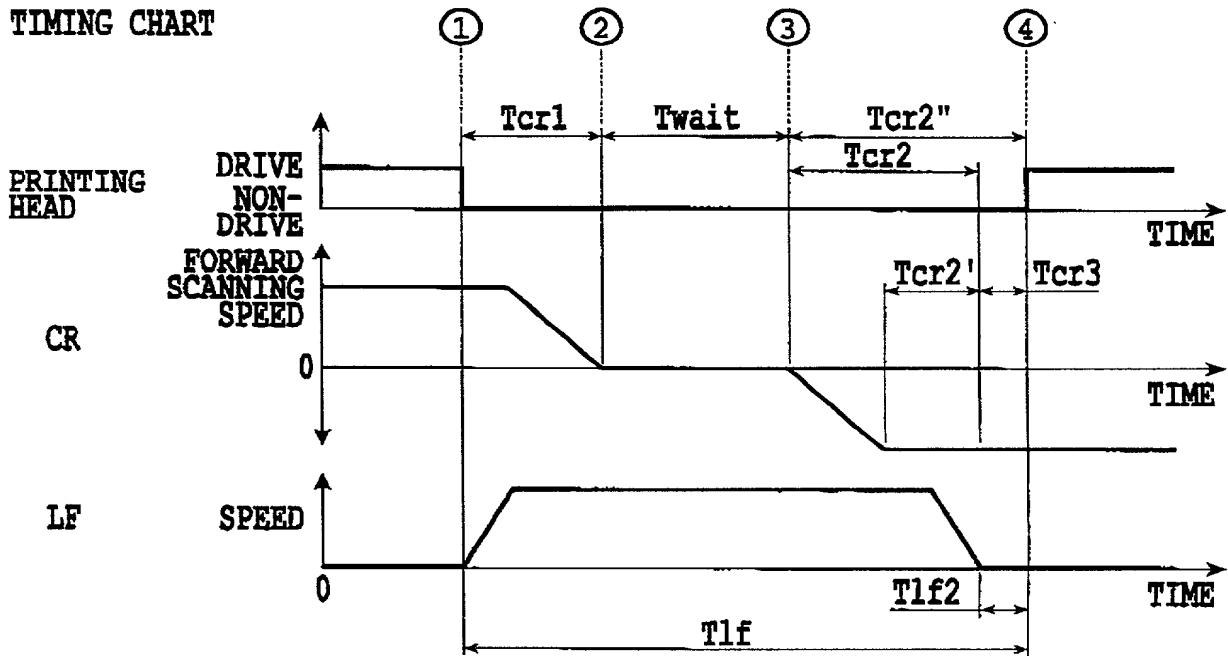 TIMING CHART
① ② ③ ④
Tcr1 Twait Tcr2"
Tcr2
PRINTING
HEAD
DRIVE
NON-
DRIVE
TIME
FORWARD
SCANNING
SPEED
Tcr2' Tcr3
CR
0
TIME
LF
SPEED
0
Tlf2
TIME
Tlf